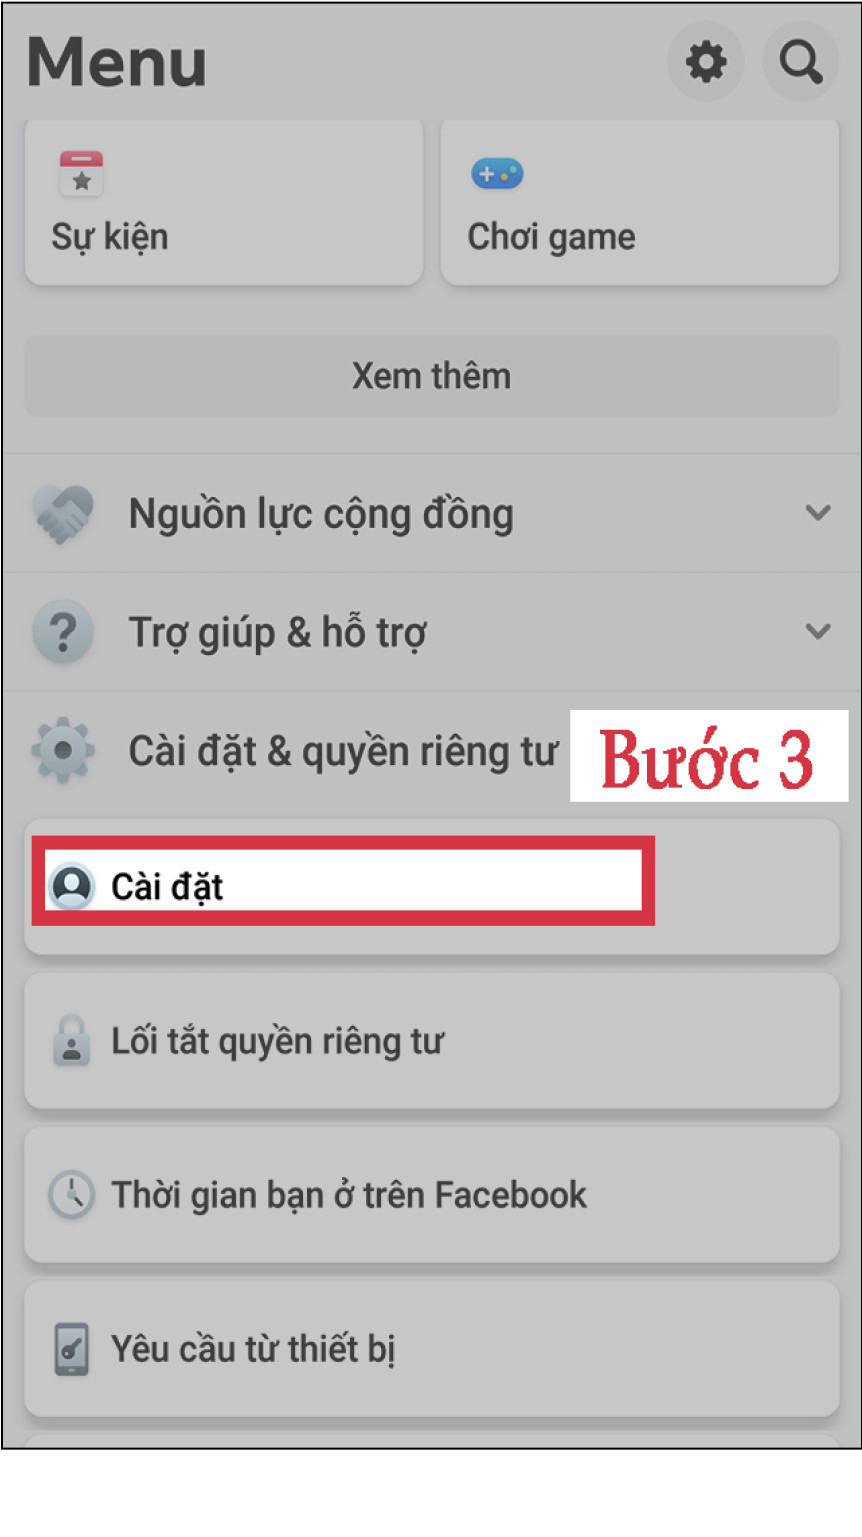 Menu
Sự kiện
Chơi game
Xem thêm
Nguồn lực cộng đồng
Trợ giúp & hỗ trợ
Cài đặt & quyền riêng tư
Bước 3
Cài đặt
Lối tắt quyền riêng tư
Thời gian bạn ở trên Facebook
Yêu cầu từ thiết bị